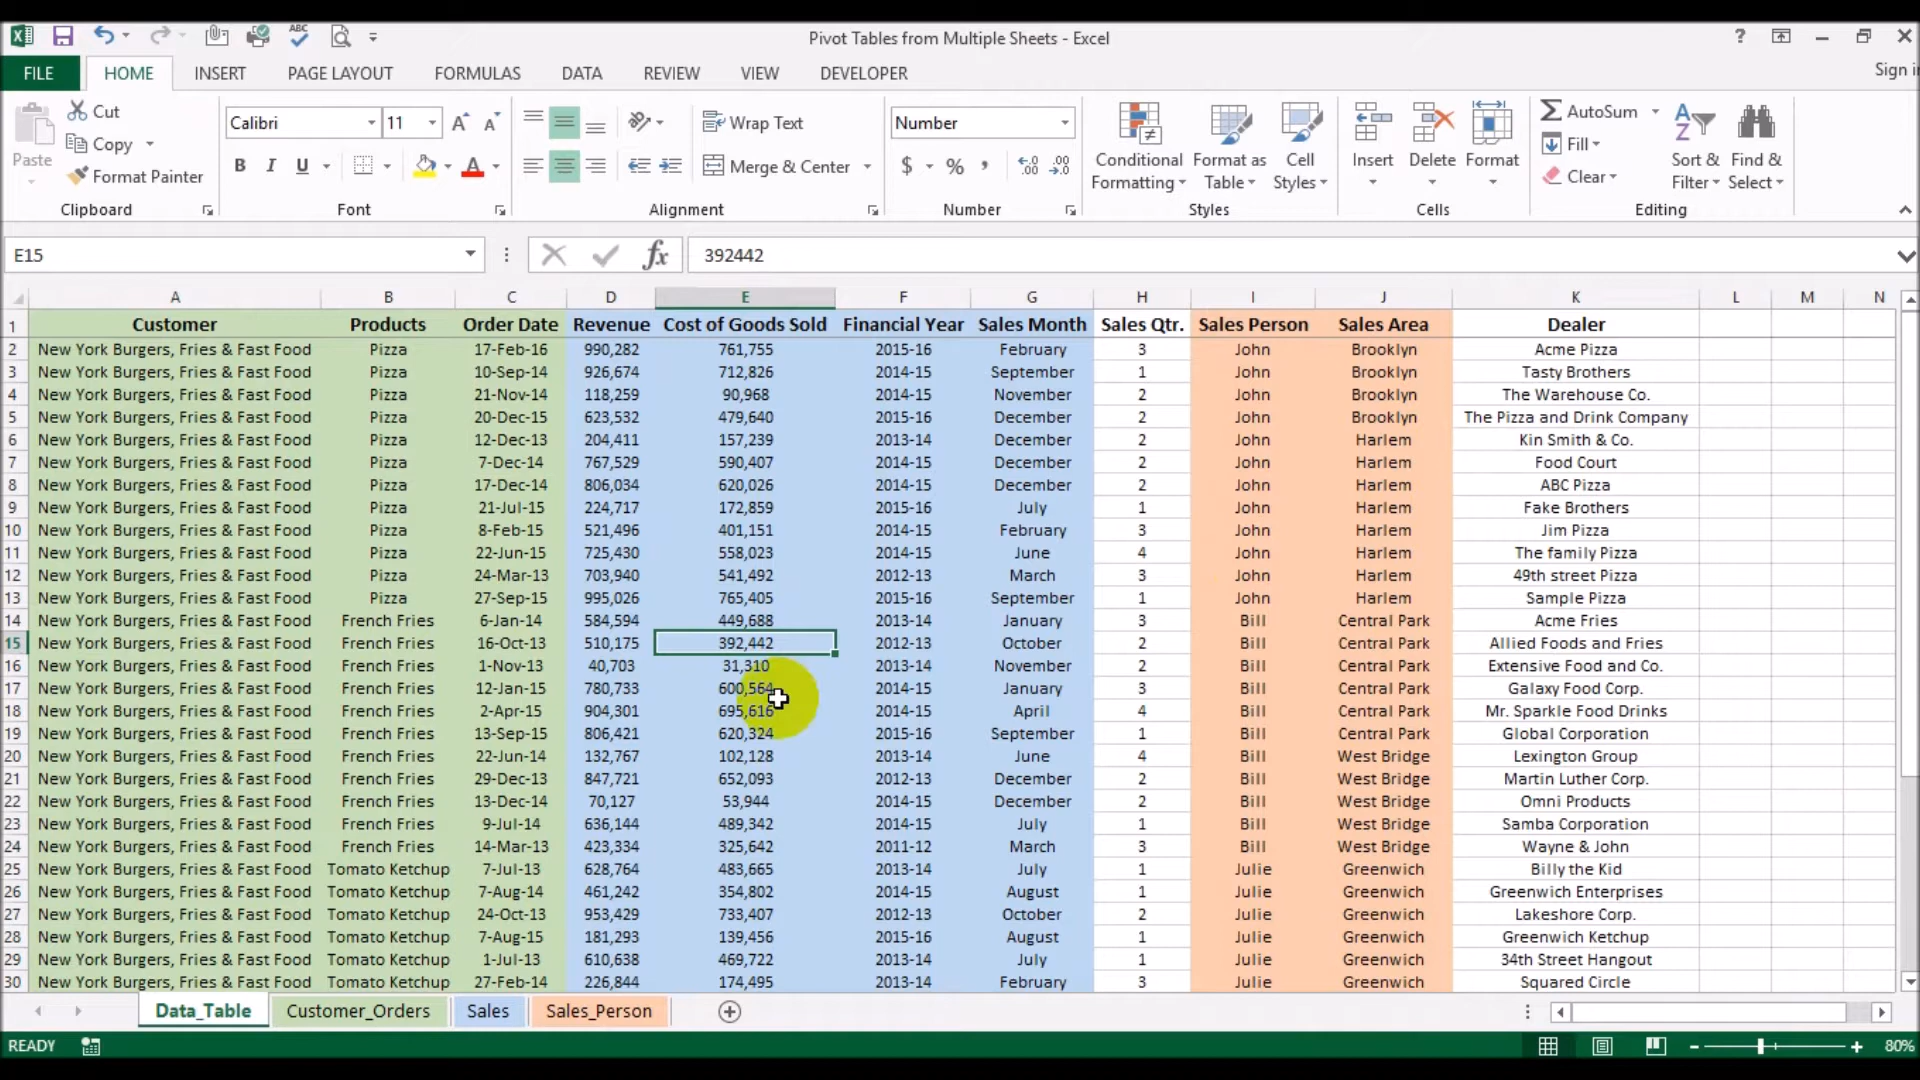 Pivot Tables from Multiple Sheets - Excel
?
Sign i
FILE HOME INSERT PAGE LAYOUT FORMULAS DATA REVIEW VIEW DEVELOPER
Paste
Cut
Copy
Format Painter
Clipboard
Calibri 11
B I U
Font
Wrap Text
Merge & Center
Alignment
Number
$ % ,
Number
Conditional Formatting
Format as Table
Cell Styles
Styles
Insert
Delete
Format
Cells
AutoSum
Fill
Clear
Sort & Filter
Find & Select
Editing
E15 fx 392442
A B C D E F G H I J K L M N
1 Customer Products Order Date Revenue Cost of Goods Sold Financial Year Sales Month Sales Qtr. Sales Person Sales Area Dealer
2 New York Burgers, Fries & Fast Food Pizza 17-Feb-16 990,282 761,755 2015-16 February 3 John Brooklyn Acme Pizza
3 New York Burgers, Fries & Fast Food Pizza 10-Sep-14 926,674 712,826 2014-15 September 1 John Brooklyn Tasty Brothers
4 New York Burgers, Fries & Fast Food Pizza 21-Nov-14 118,259 90,968 2014-15 November 2 John Brooklyn The Warehouse Co.
5 New York Burgers, Fries & Fast Food Pizza 20-Dec-15 623,532 479,640 2015-16 December 2 John Brooklyn The Pizza and Drink Company
6 New York Burgers, Fries & Fast Food Pizza 12-Dec-13 204,411 157,239 2013-14 December 2 John Harlem Kin Smith & Co.
7 New York Burgers, Fries & Fast Food Pizza 7-Dec-14 767,529 590,407 2014-15 December 2 John Harlem Food Court
8 New York Burgers, Fries & Fast Food Pizza 17-Dec-14 806,034 620,026 2014-15 December 2 John Harlem ABC Pizza
9 New York Burgers, Fries & Fast Food Pizza 21-Jul-15 224,717 172,859 2015-16 July 1 John Harlem Fake Brothers
10 New York Burgers, Fries & Fast Food Pizza 8-Feb-15 521,496 401,151 2014-15 February 3 John Harlem Jim Pizza
11 New York Burgers, Fries & Fast Food Pizza 22-Jun-15 725,430 558,023 2014-15 June 4 John Harlem The family Pizza
12 New York Burgers, Fries & Fast Food Pizza 24-Mar-13 703,940 541,492 2012-13 March 3 John Harlem 49th street Pizza
13 New York Burgers, Fries & Fast Food Pizza 27-Sep-15 995,026 765,405 2015-16 September 1 John Harlem Sample Pizza
14 New York Burgers, Fries & Fast Food French Fries 6-Jan-14 584,594 449,688 2013-14 January 3 Bill Central Park Acme Fries
15 New York Burgers, Fries & Fast Food French Fries 16-Oct-13 510,175 392,442 2012-13 October 2 Bill Central Park Allied Foods and Fries
16 New York Burgers, Fries & Fast Food French Fries 1-Nov-13 40,703 31,310 2013-14 November 2 Bill Central Park Extensive Food and Co.
17 New York Burgers, Fries & Fast Food French Fries 12-Jan-15 780,733 600,564 2014-15 January 3 Bill Central Park Galaxy Food Corp.
18 New York Burgers, Fries & Fast Food French Fries 2-Apr-15 904,301 695,616 2014-15 April 4 Bill Central Park Mr. Sparkle Food Drinks
19 New York Burgers, Fries & Fast Food French Fries 13-Sep-15 806,421 620,324 2015-16 September 1 Bill Central Park Global Corporation
20 New York Burgers, Fries & Fast Food French Fries 22-Jun-14 132,767 102,128 2013-14 June 4 Bill West Bridge Lexington Group
21 New York Burgers, Fries & Fast Food French Fries 29-Dec-13 847,721 652,093 2012-13 December 2 Bill West Bridge Martin Luther Corp.
22 New York Burgers, Fries & Fast Food French Fries 13-Dec-14 70,127 53,944 2014-15 December 2 Bill West Bridge Omni Products
23 New York Burgers, Fries & Fast Food French Fries 9-Jul-14 636,144 489,342 2014-15 July 1 Bill West Bridge Samba Corporation
24 New York Burgers, Fries & Fast Food French Fries 14-Mar-13 423,334 325,642 2011-12 March 3 Bill West Bridge Wayne & John
25 New York Burgers, Fries & Fast Food Tomato Ketchup 7-Jul-13 628,764 483,665 2013-14 July 1 Julie Greenwich Billy the Kid
26 New York Burgers, Fries & Fast Food Tomato Ketchup 7-Aug-14 461,242 354,802 2014-15 August 1 Julie Greenwich Greenwich Enterprises
27 New York Burgers, Fries & Fast Food Tomato Ketchup 24-Oct-13 953,429 733,407 2012-13 October 2 Julie Greenwich Lakeshore Corp.
28 New York Burgers, Fries & Fast Food Tomato Ketchup 7-Aug-15 181,293 139,456 2015-16 August 1 Julie Greenwich Greenwich Ketchup
29 New York Burgers, Fries & Fast Food Tomato Ketchup 1-Jul-13 610,638 469,722 2013-14 July 1 Julie Greenwich 34th Street Hangout
30 New York Burgers, Fries & Fast Food Tomato Ketchup 27-Feb-14 226,844 174,495 2013-14 February 3 Julie Greenwich Squared Circle
Data_Table Customer_Orders Sales Sales_Person
READY 80%